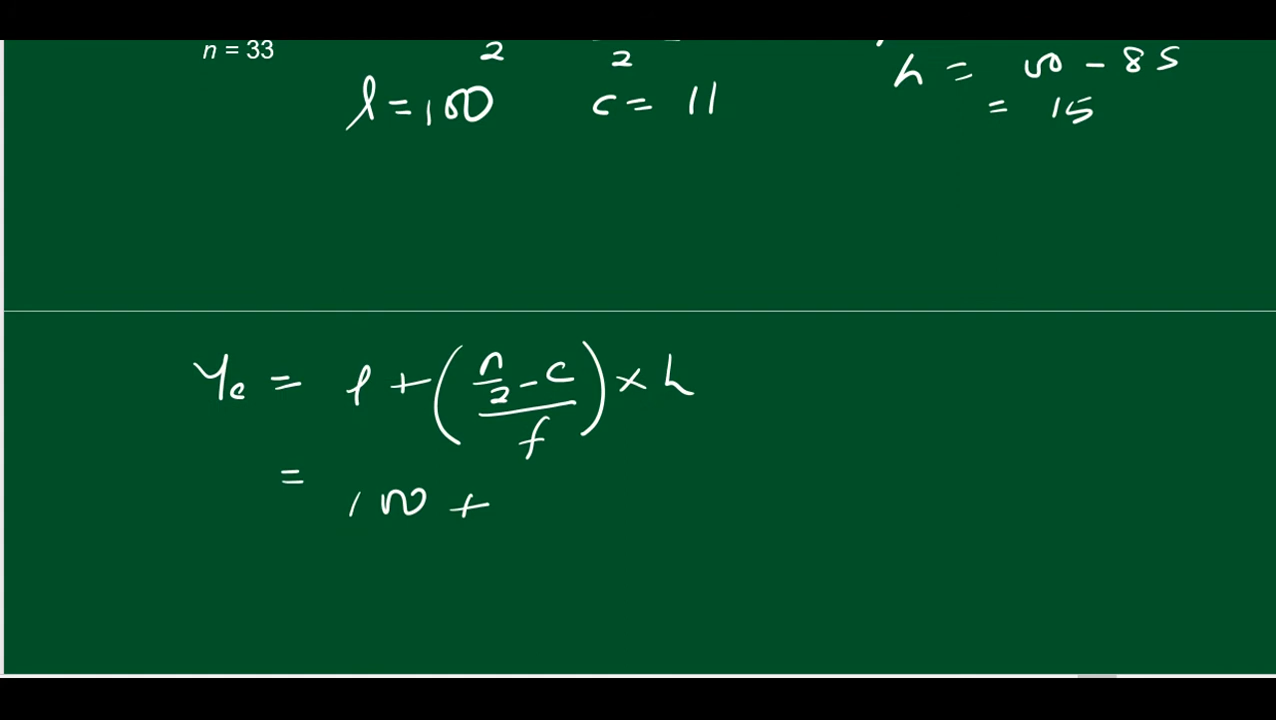 n = 33
2 2
h = 100 - 85
l = 100 c = 11
= 15
Ye = l + ( n/2 - c / f ) × h
= 100 +